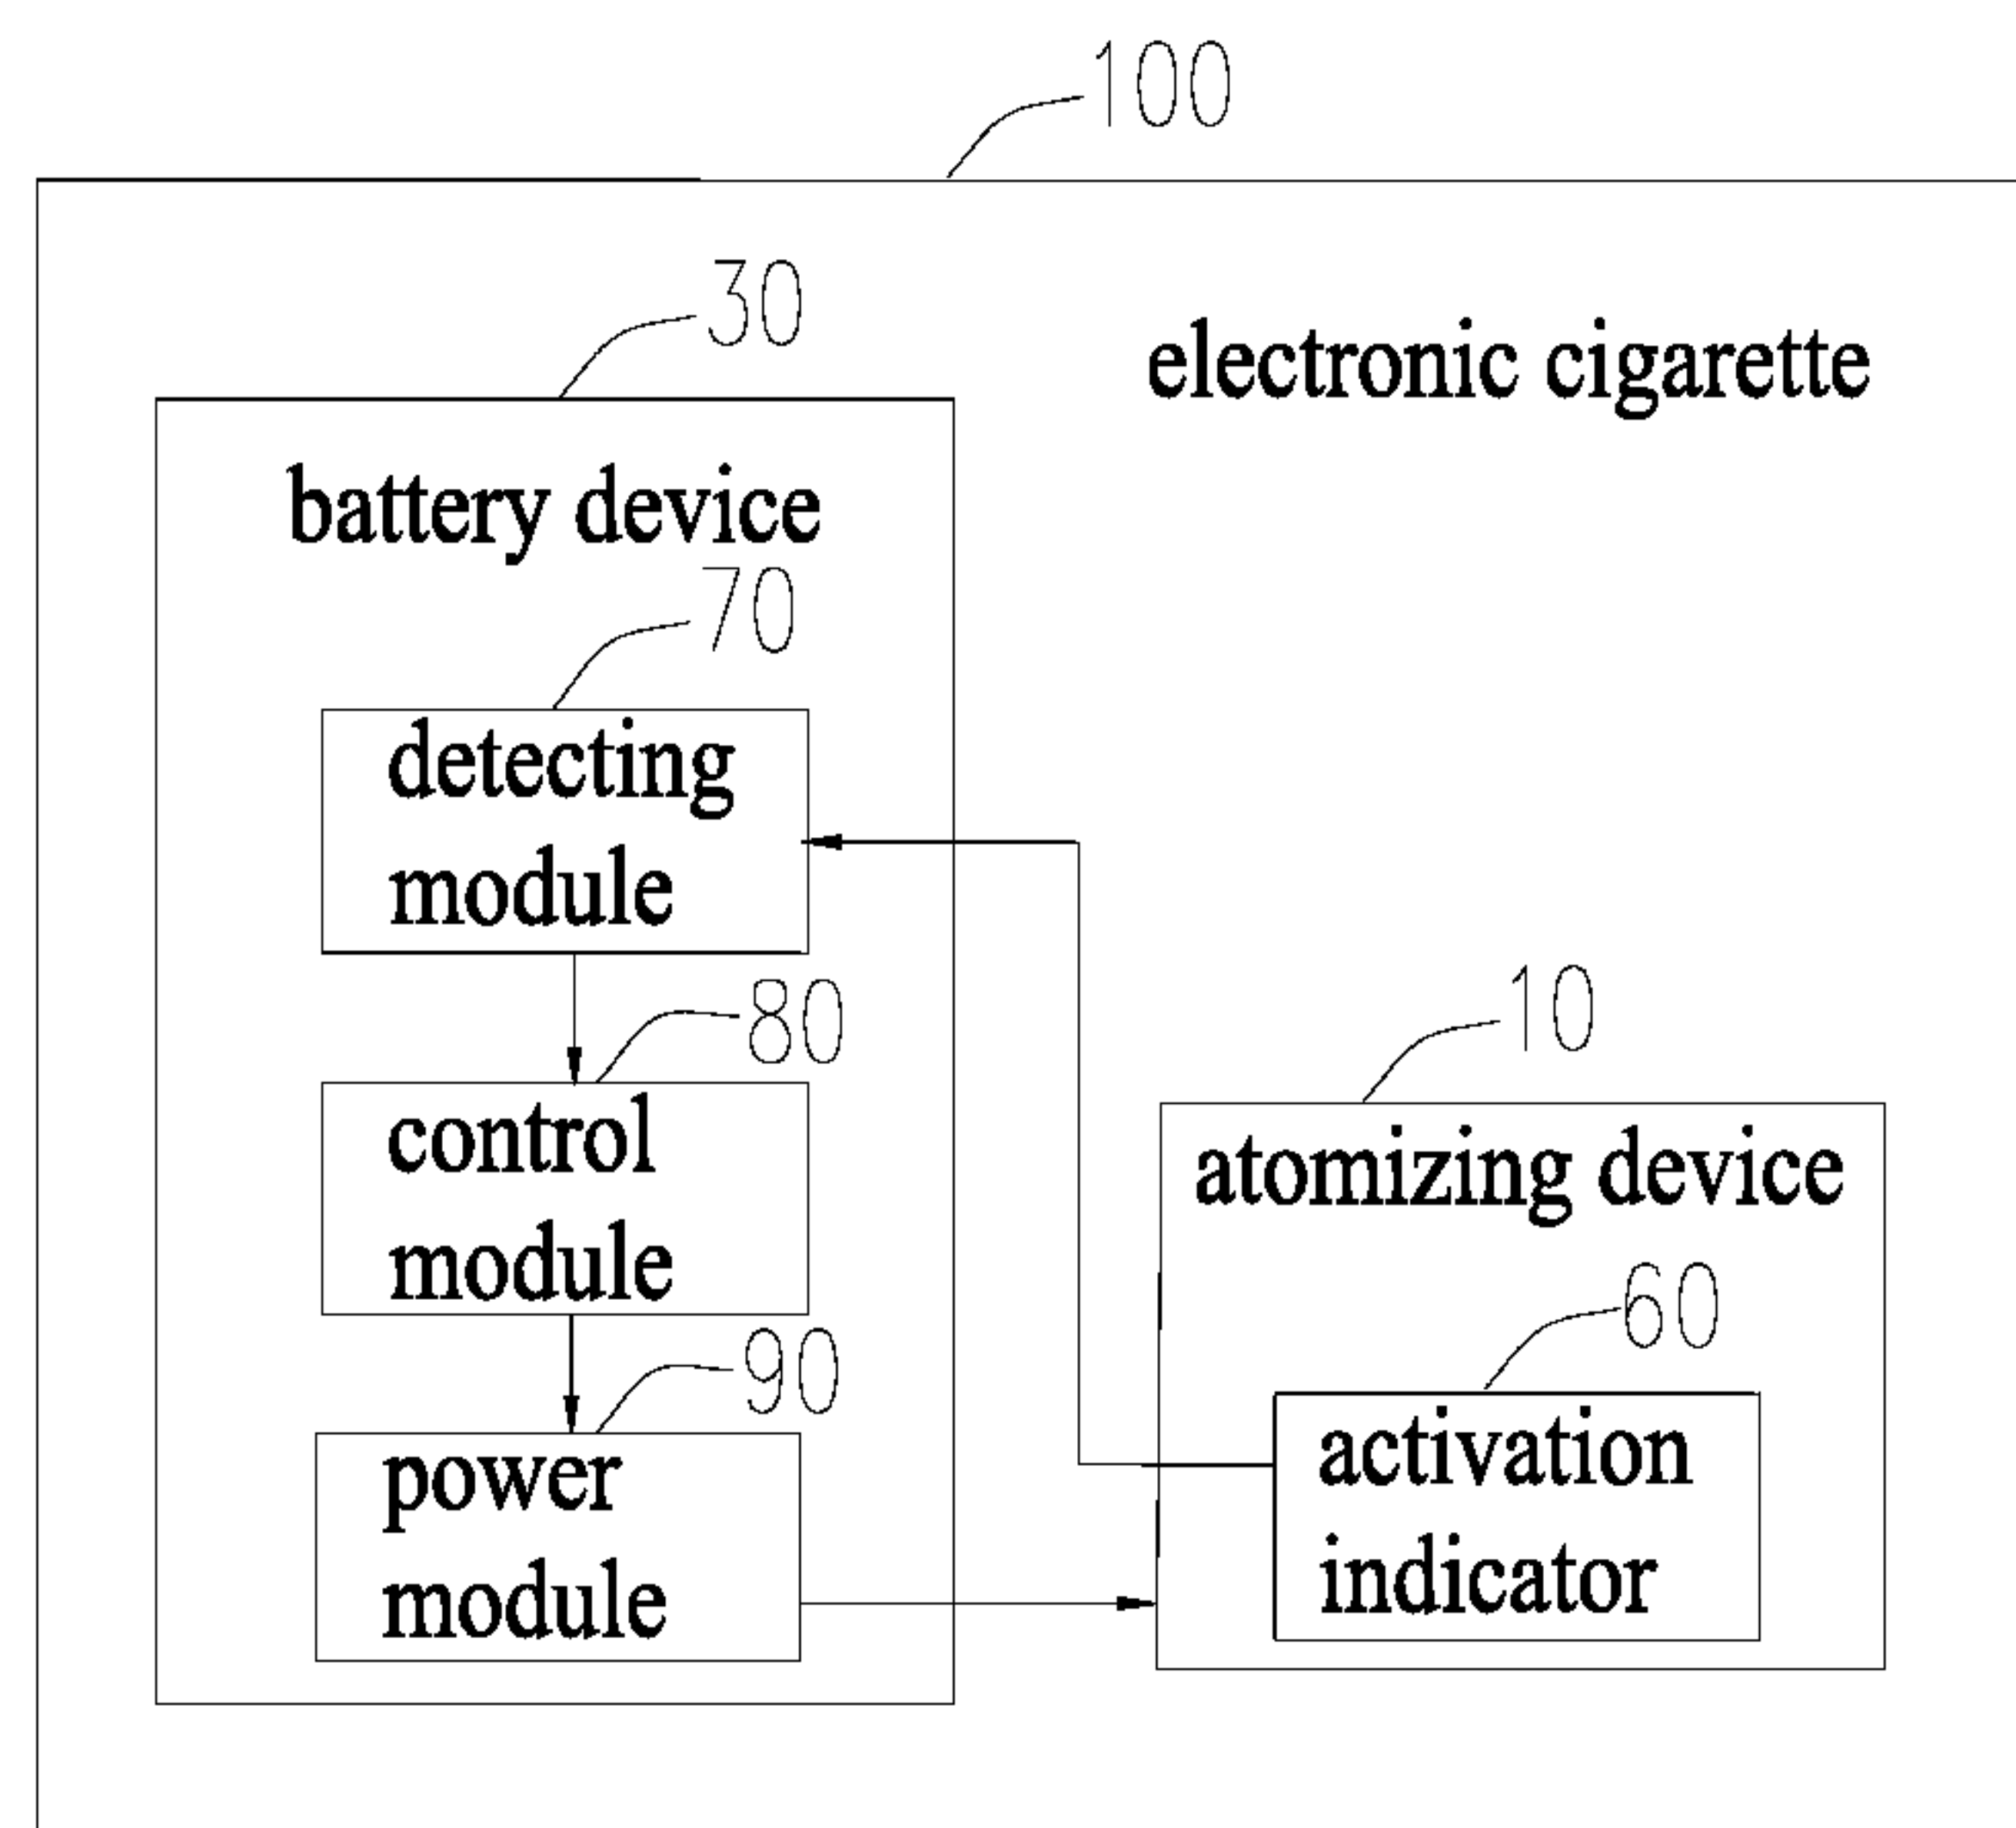 100
30
electronic cigarette
battery device
70
detecting
module
80
10
control
module
atomizing device
60
90
activation
indicator
power
module